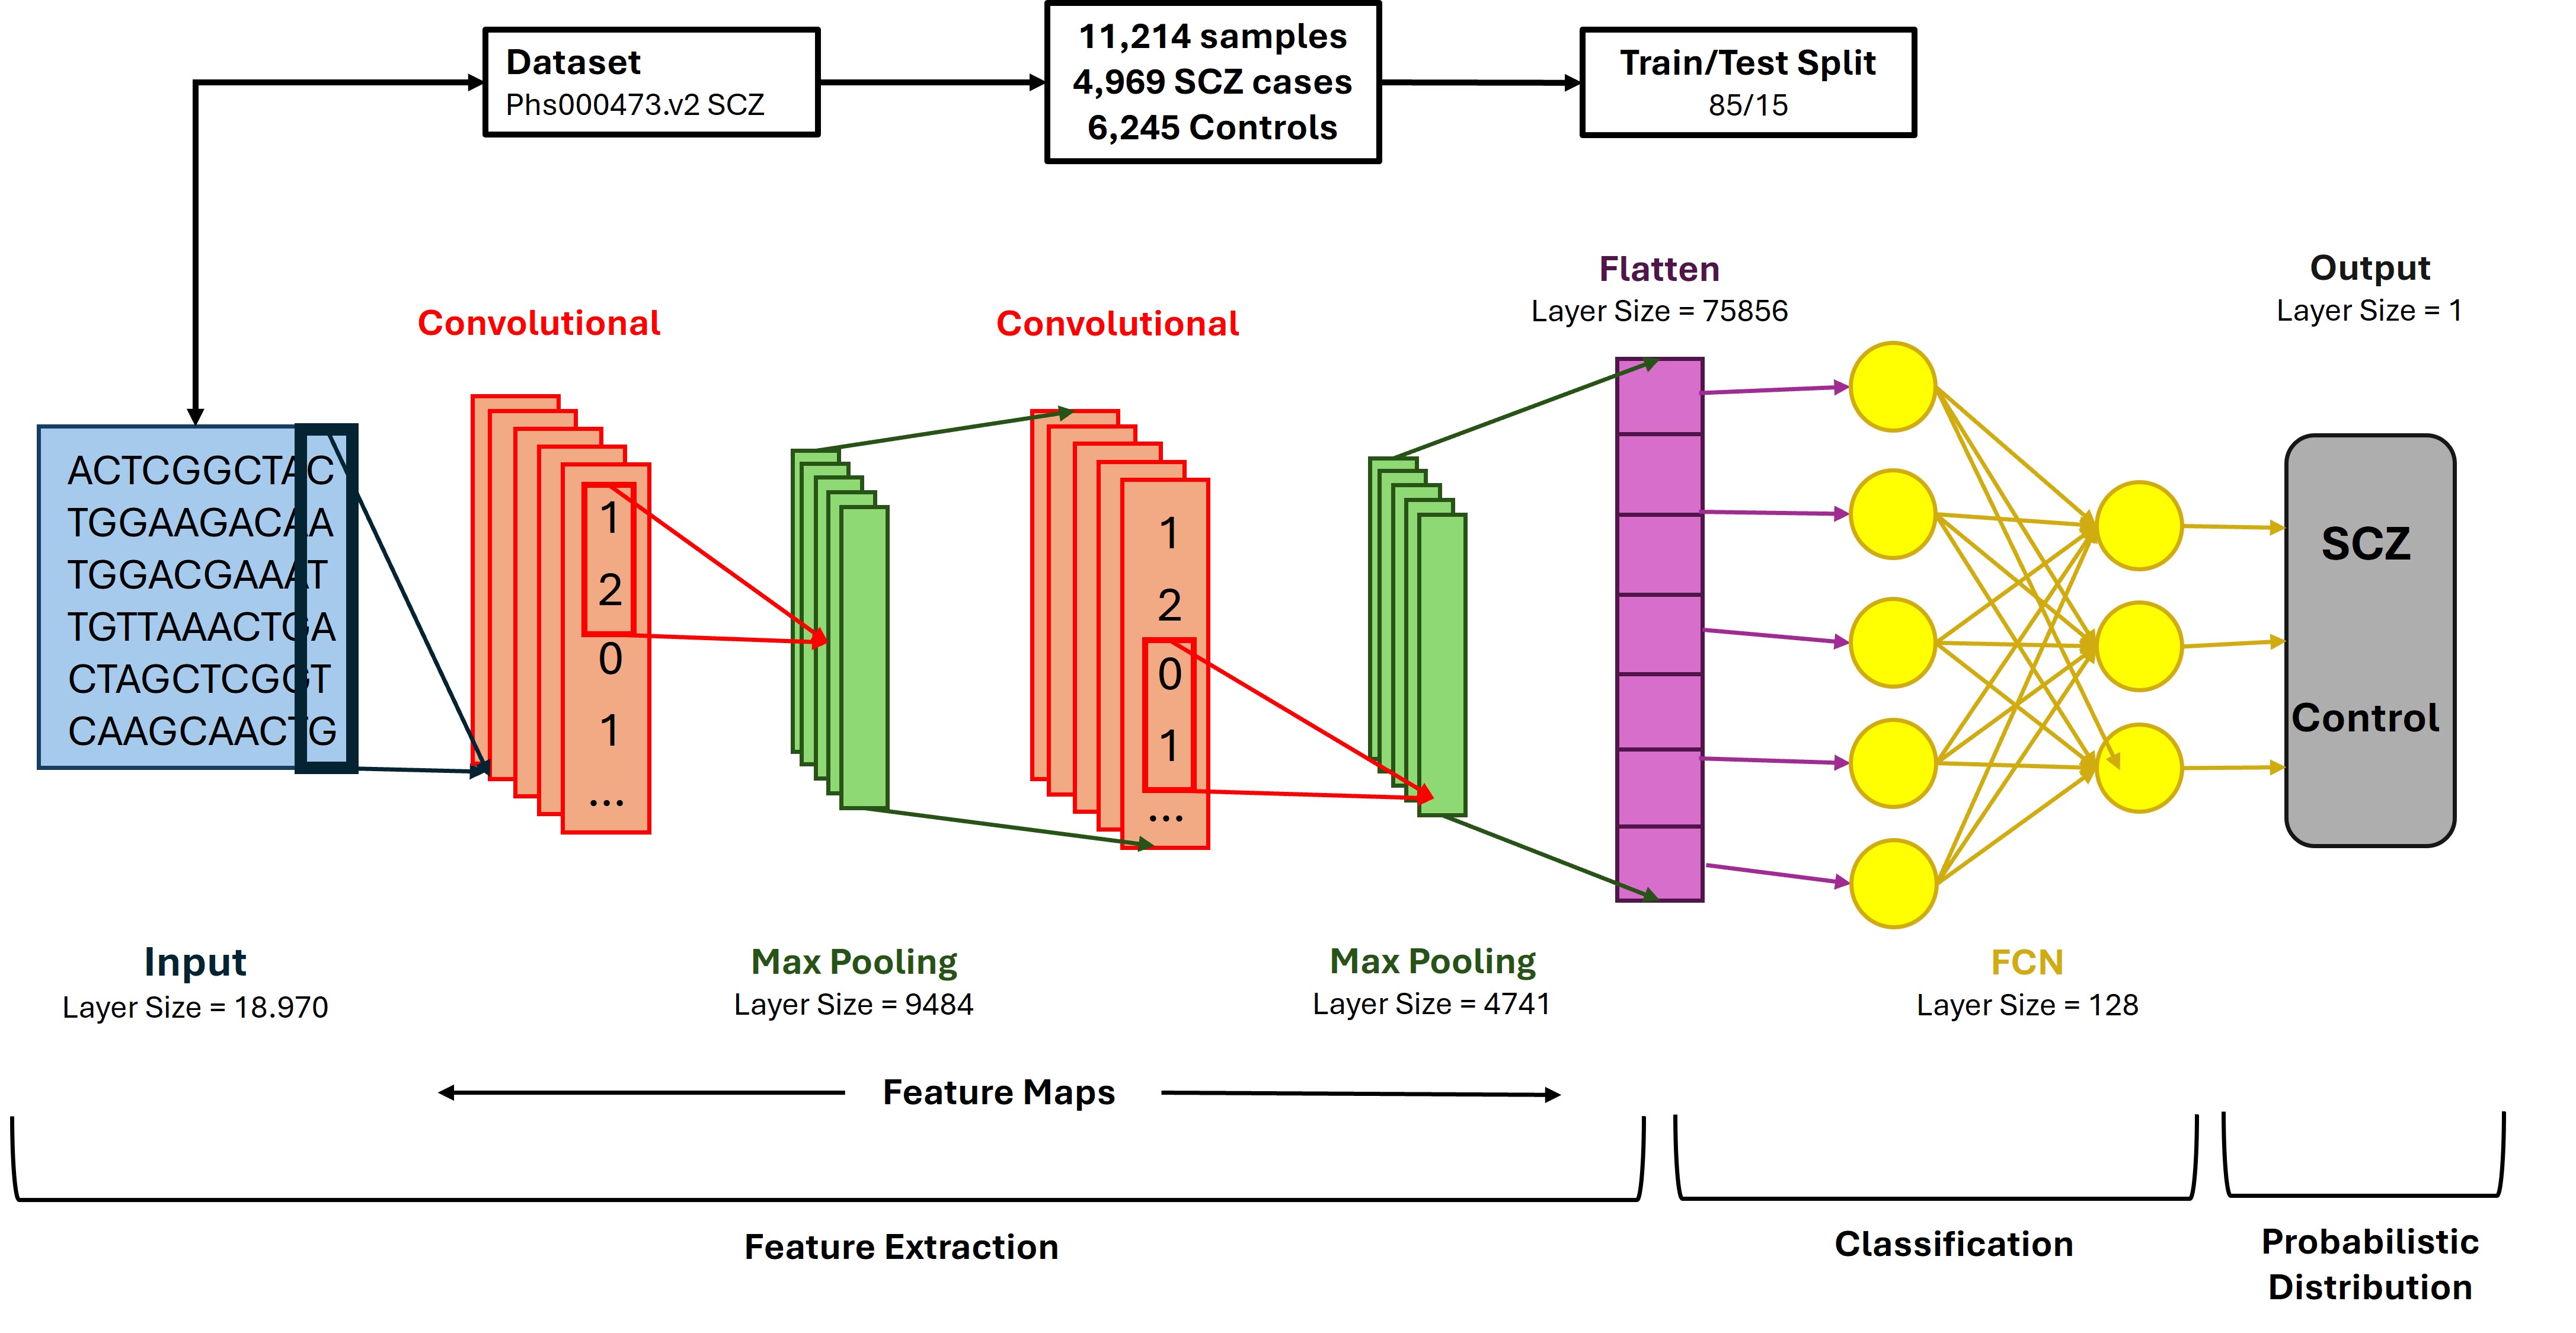 Dataset
Phs000473.v2 SCZ
11,214 samples
4,969 SCZ cases
6,245 Controls
Train/Test Split
85/15
Convolutional
Convolutional
Flatten
Layer Size = 75856
Output
Layer Size = 1
ACTCGGCTAC
TGGAAGACAA
TGGACGAAAT
TGTTAAACTGA
CTAGCTCGGT
CAAGCAACTG
1
2
0
1
...
1
2
0
1
...
SCZ
Control
Input
Layer Size = 18.970
Max Pooling
Layer Size = 9484
Max Pooling
Layer Size = 4741
FCN
Layer Size = 128
Feature Maps
Feature Extraction
Classification
Probabilistic
Distribution